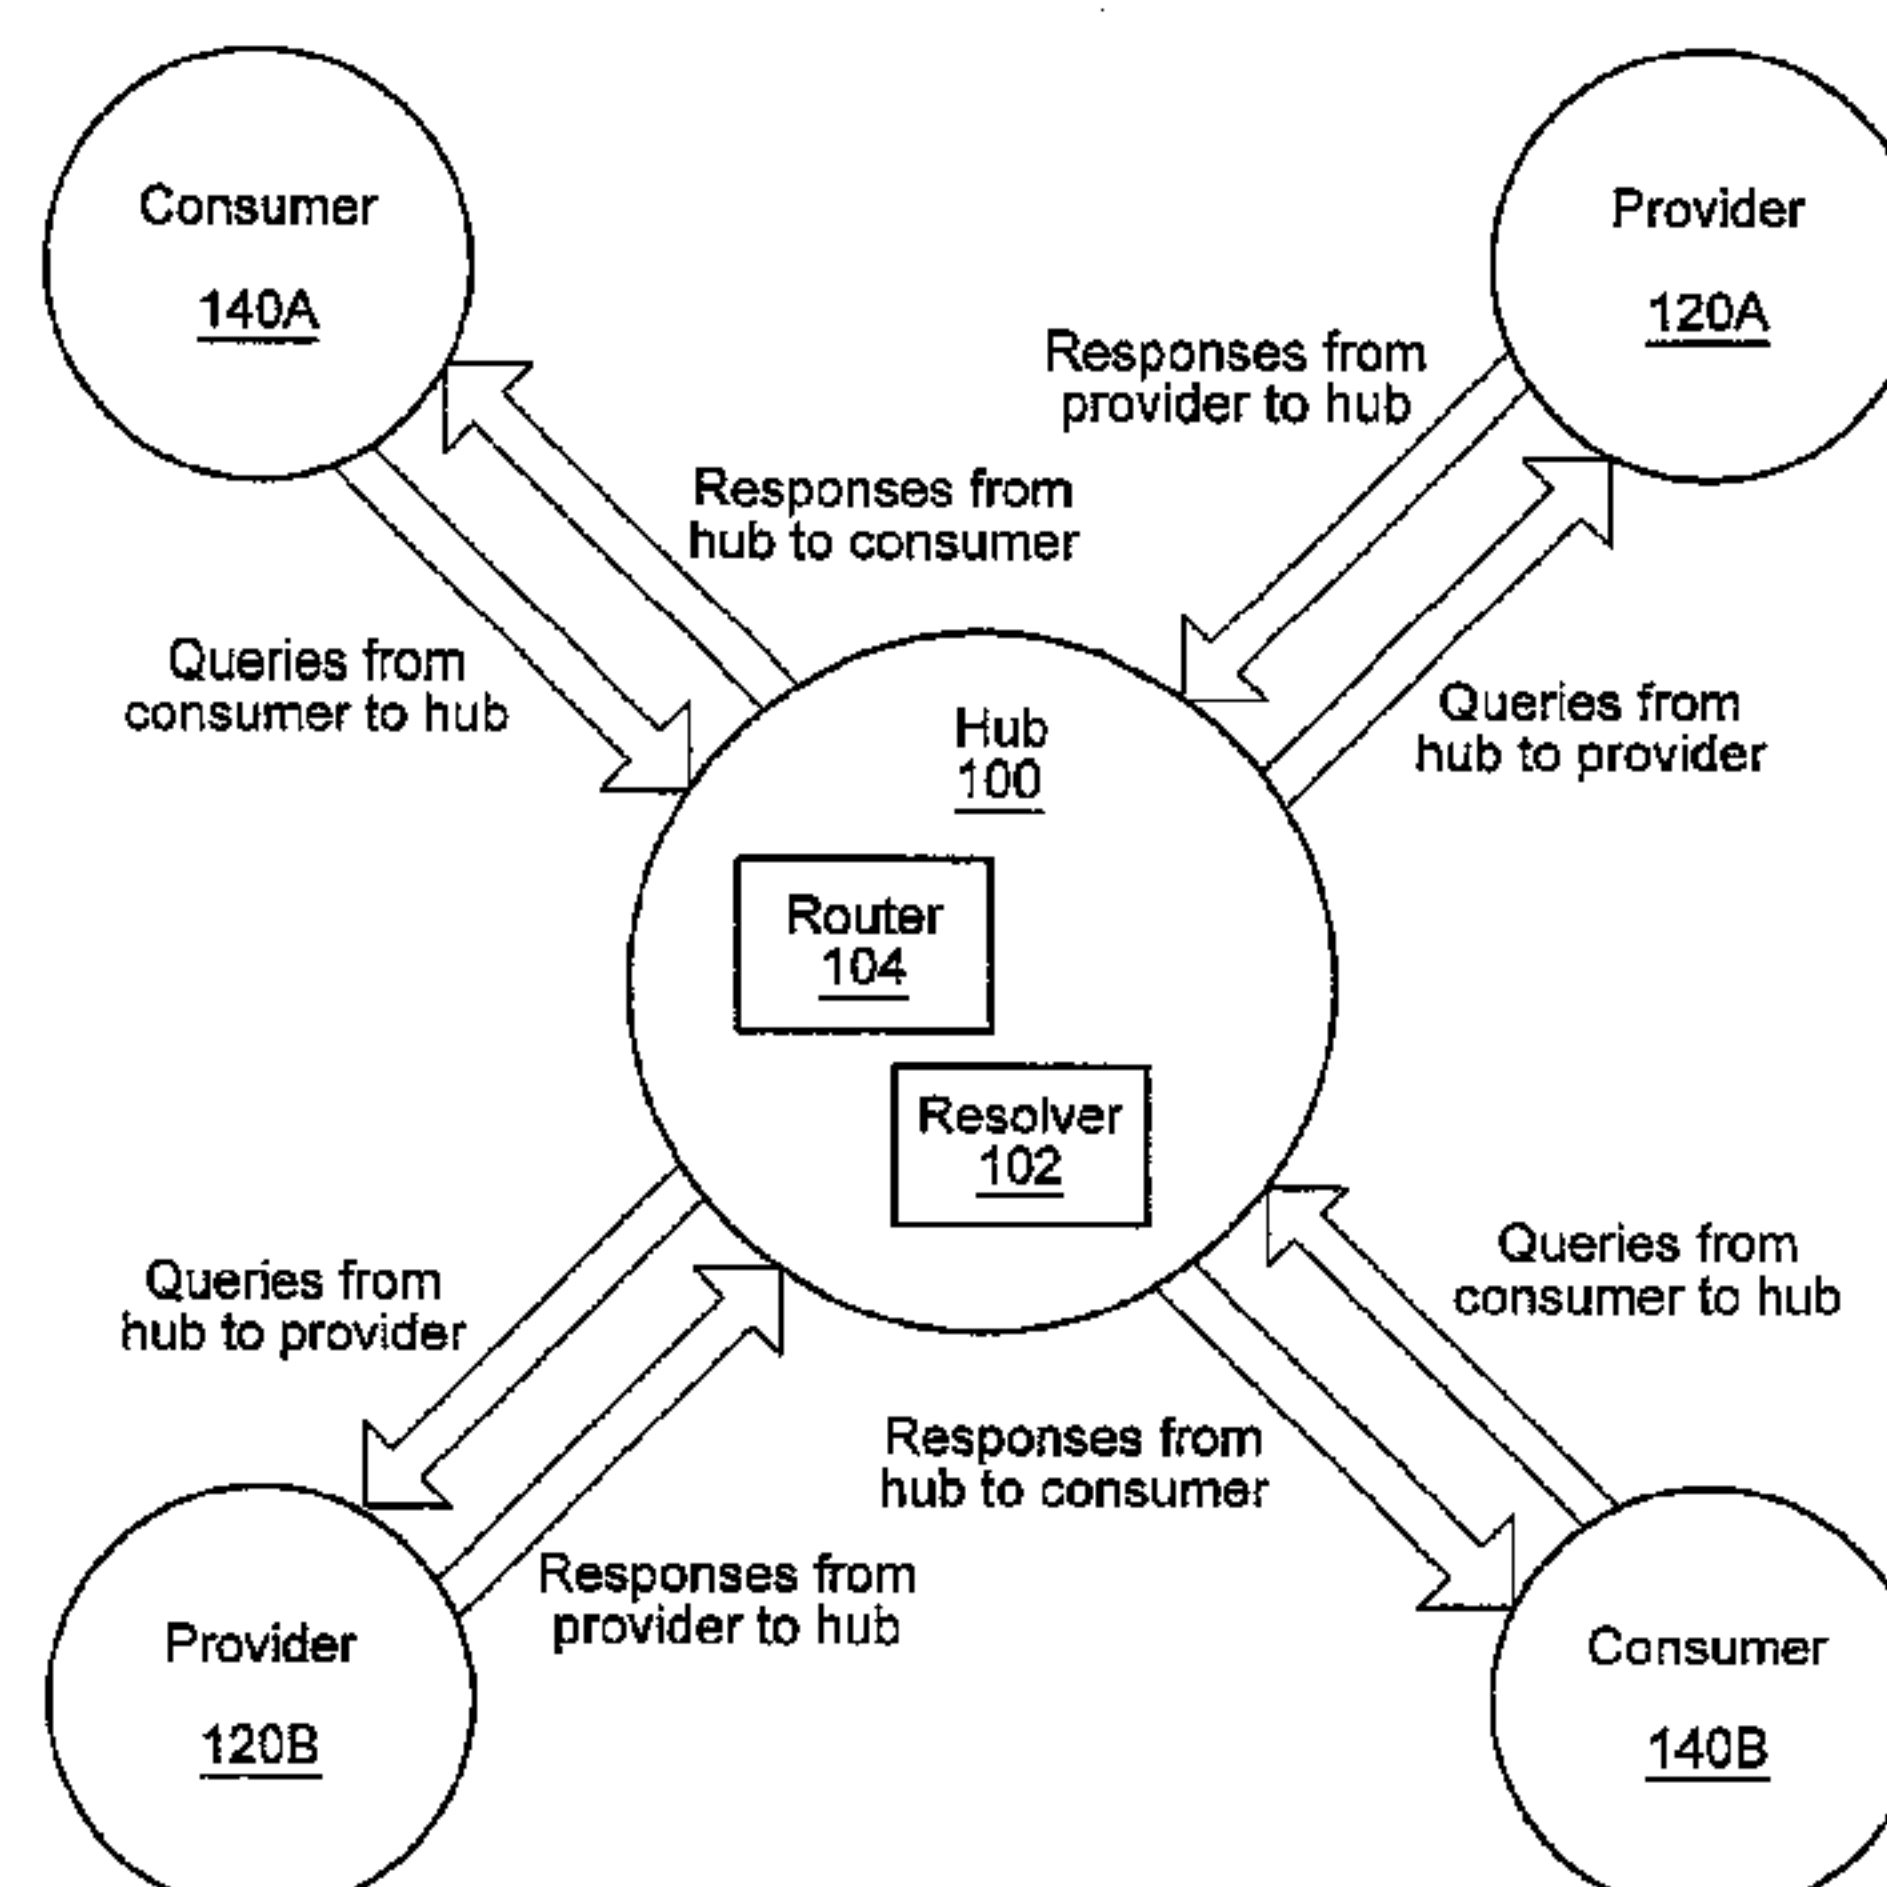 Consumer
140A
Provider
120A
Responses from
provider to hub
Responses from
hub to consumer
Queries from
consumer to hub
Queries from
hub to provider
Hub
100
Router
104
Resolver
102
Queries from
hub to provider
Queries from
consumer to hub
Responses from
hub to consumer
Responses from
provider to hub
Provider
120B
Consumer
140B